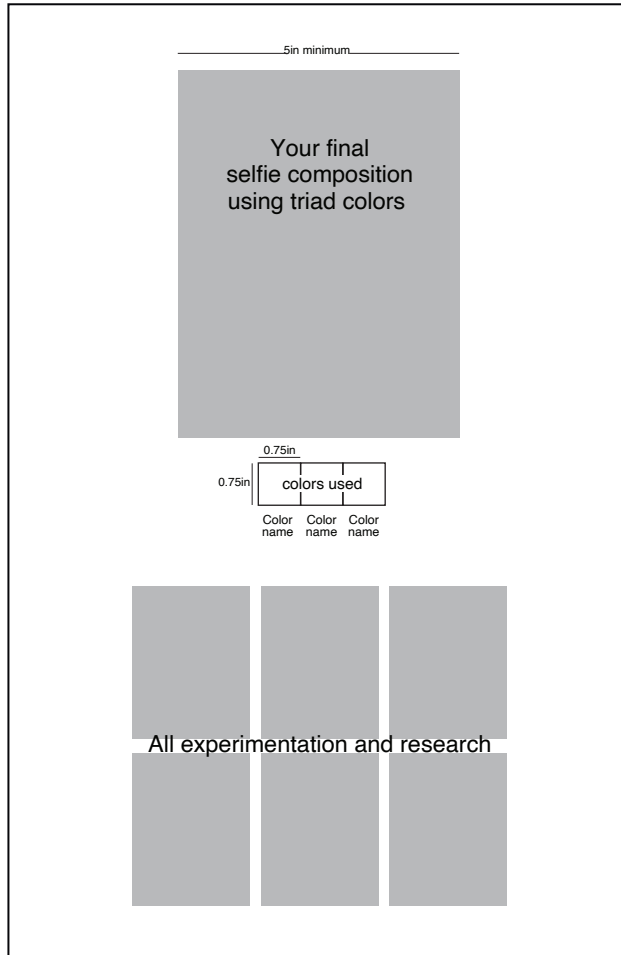 5in minimum
Your final
selfie composition
using triad colors
0.75in
0.75in
colors used
Color Color Color
name name name
All experimentation and research